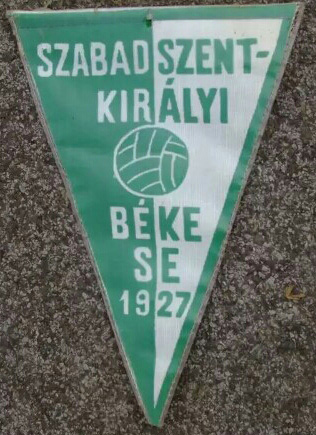 SZABADSZENT-
KIRÁLYI
BÉKE
SE
1927